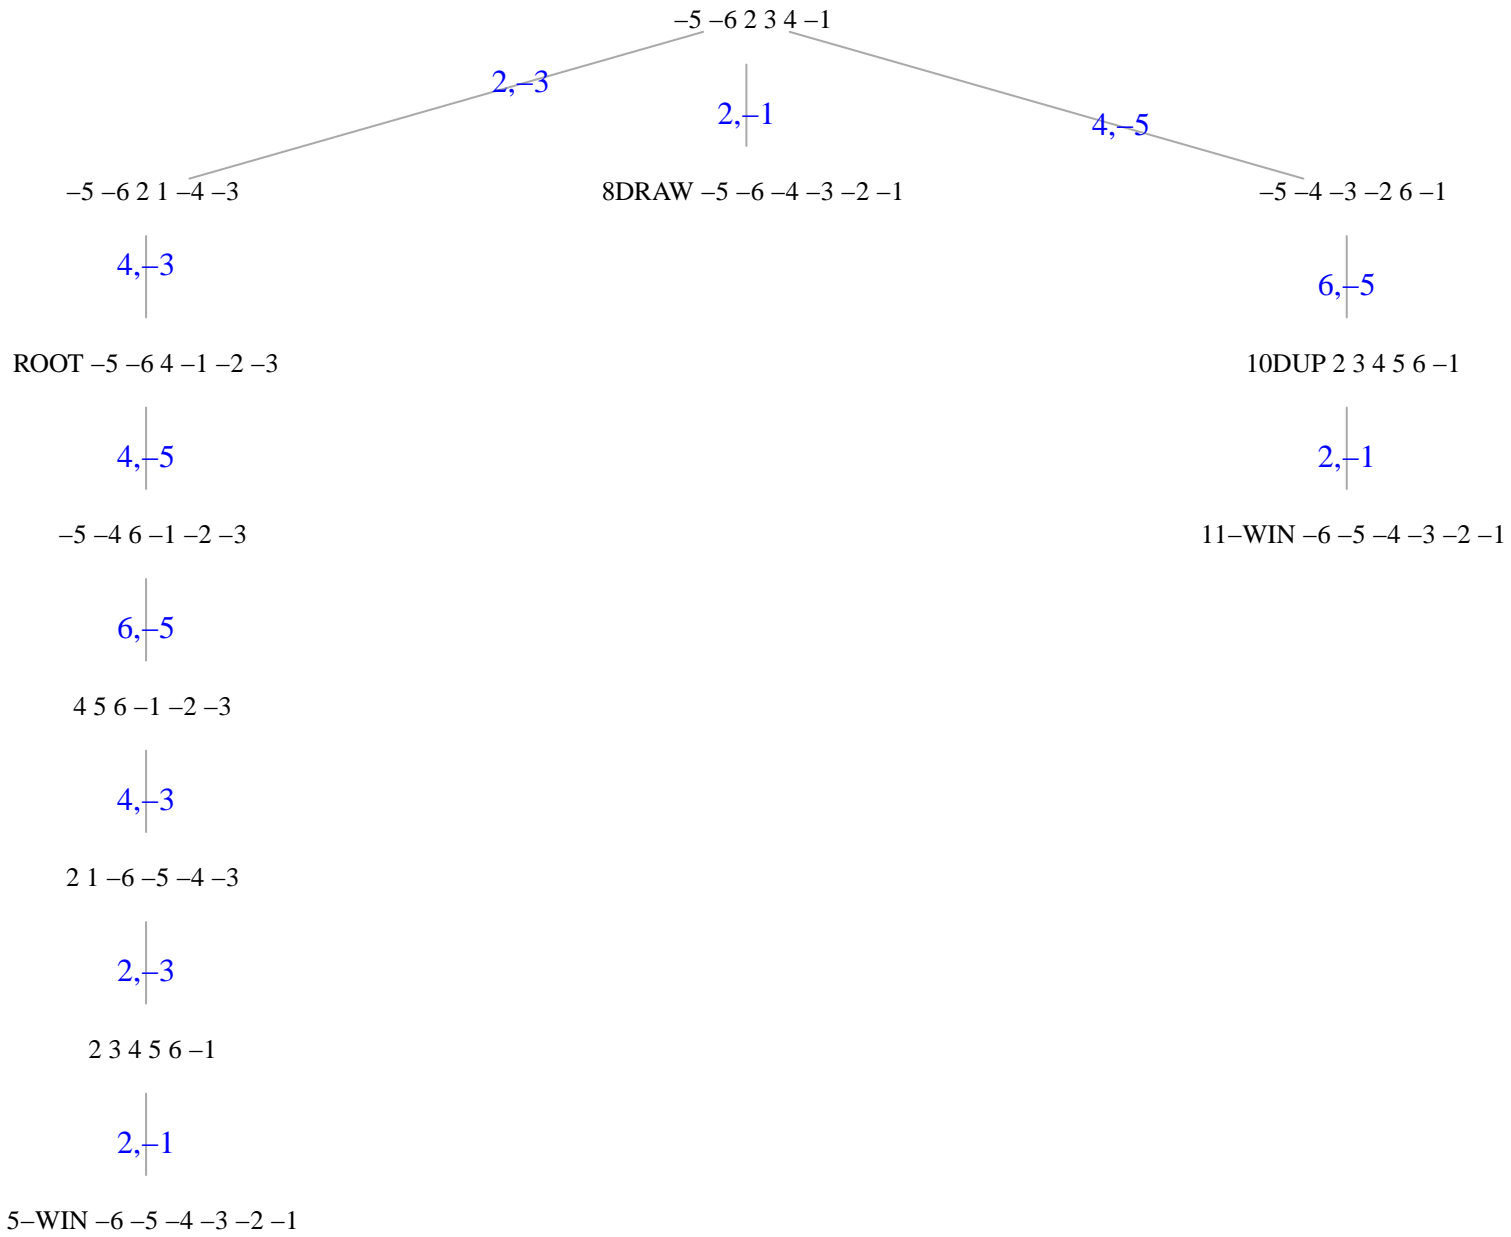 –5 –6 2 3 4 –1
2,–3
2,–1
4,–5
–5 –6 2 1 –4 –3
8DRAW –5 –6 –4 –3 –2 –1
–5 –4 –3 –2 6 –1
4,–3
6,–5
ROOT –5 –6 4 –1 –2 –3
10DUP 2 3 4 5 6 –1
4,–5
2,–1
–5 –4 6 –1 –2 –3
11–WIN –6 –5 –4 –3 –2 –1
6,–5
4 5 6 –1 –2 –3
4,–3
2 1 –6 –5 –4 –3
2,–3
2 3 4 5 6 –1
2,–1
5–WIN –6 –5 –4 –3 –2 –1